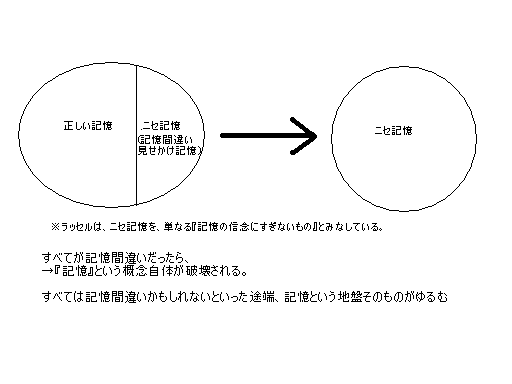 正しい記憶
ニセ記憶
(記憶間違い
見せかけ記憶)
ニセ記憶
※ラッセルは、ニセ記憶を、単なる『記憶の信念にすぎないもの』とみなしている。
すべてが記憶間違いだったら、
→『記憶』という概念自体が破壊される。
すべては記憶間違いかもしれないといった途端、記憶という地盤そのものがゆるむ